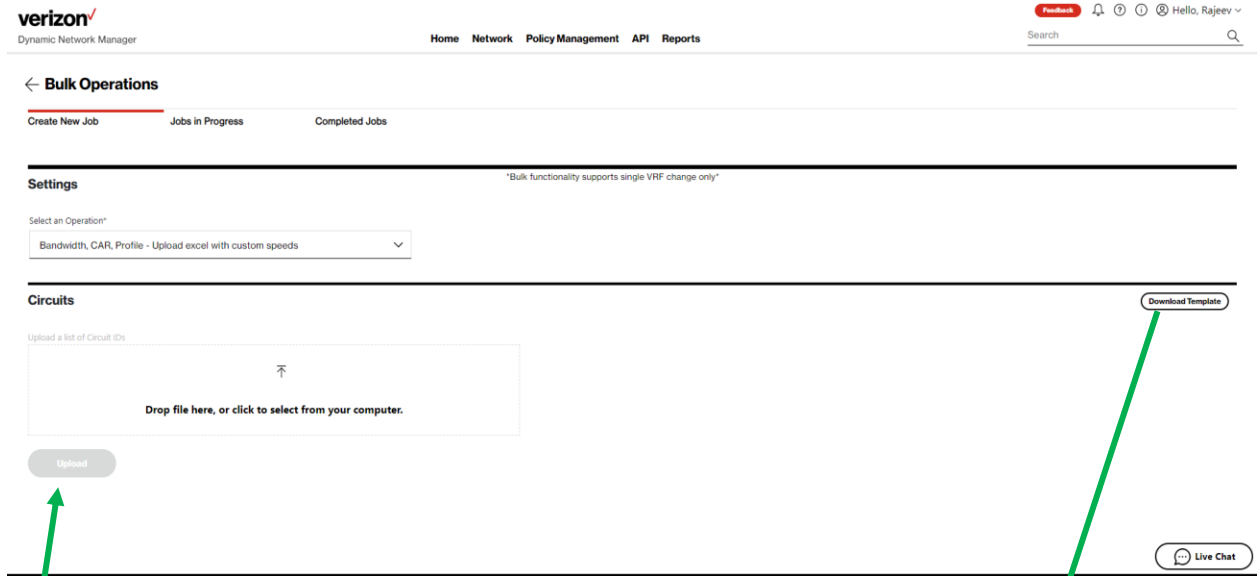 verizon
Feedback Hello, Rajeev
Dynamic Network Manager
Home Network Policy Management API Reports
Search
Bulk Operations
Create New Job Jobs in Progress Completed Jobs
*Bulk functionality supports single VRF change only*
Settings
Select an Operation*
Bandwidth, CAR, Profile - Upload excel with custom speeds
Circuits
Download Template
Upload a list of Circuit IDs
Drop file here, or click to select from your computer.
Upload
Live Chat